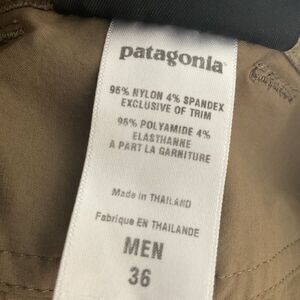 patagonia
96% NYLON 4% SPANDEX
EXCLUSIVE OF TRIM
96% POLYAMIDE 4%
ELASTHANNE
A PART LA GARNITURE
Made in THAILAND
Fabrique EN THAILANDE
MEN
36